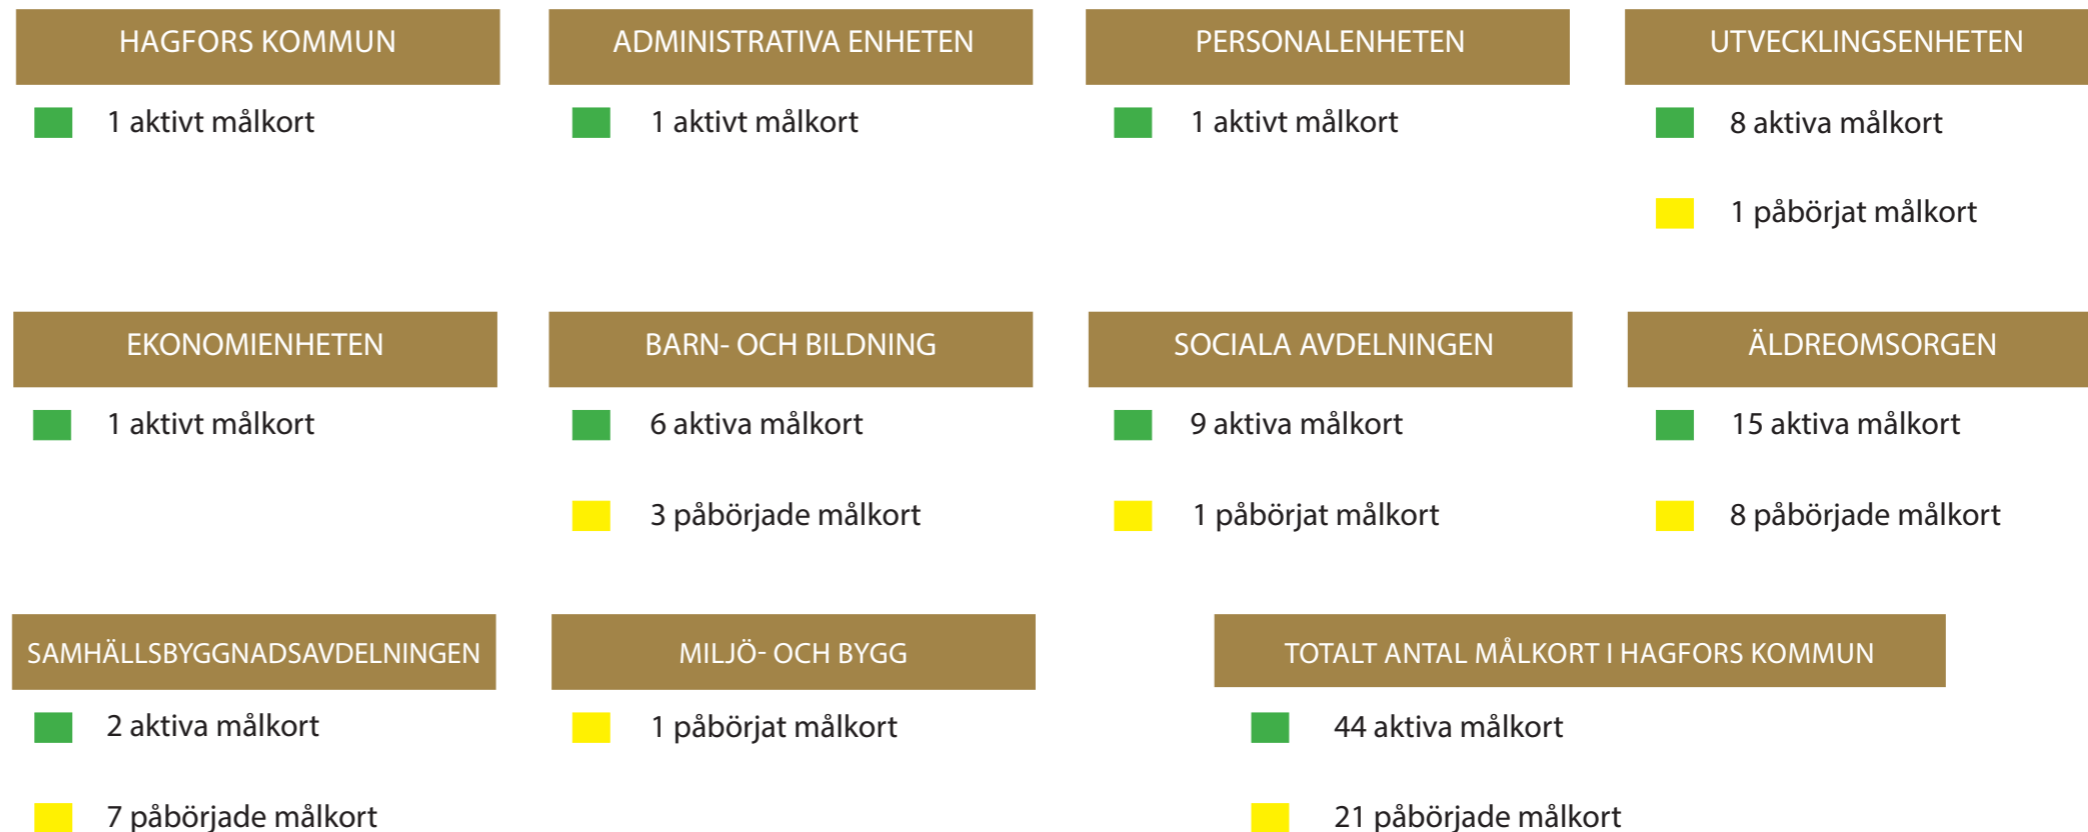 HAGFORS KOMMUN
1 aktivt målkort
ADMINISTRATIVA ENHETEN
1 aktivt målkort
PERSONALENHETEN
1 aktivt målkort
UTVECKLINGSENHETEN
8 aktiva målkort
1 påbörjat målkort
EKONOMIENHETEN
1 aktivt målkort
BARN- OCH BILDNING
6 aktiva målkort
3 påbörjade målkort
SOCIALA AVDELNINGEN
9 aktiva målkort
1 påbörjat målkort
ÄLDREOMSORGEN
15 aktiva målkort
8 påbörjade målkort
SAMHÄLLSBYGGNADSAVDELNINGEN
2 aktiva målkort
7 påbörjade målkort
MILJÖ- OCH BYGG
1 påbörjat målkort
TOTALT ANTAL MÅLKORT I HAGFORS KOMMUN
44 aktiva målkort
21 påbörjade målkort